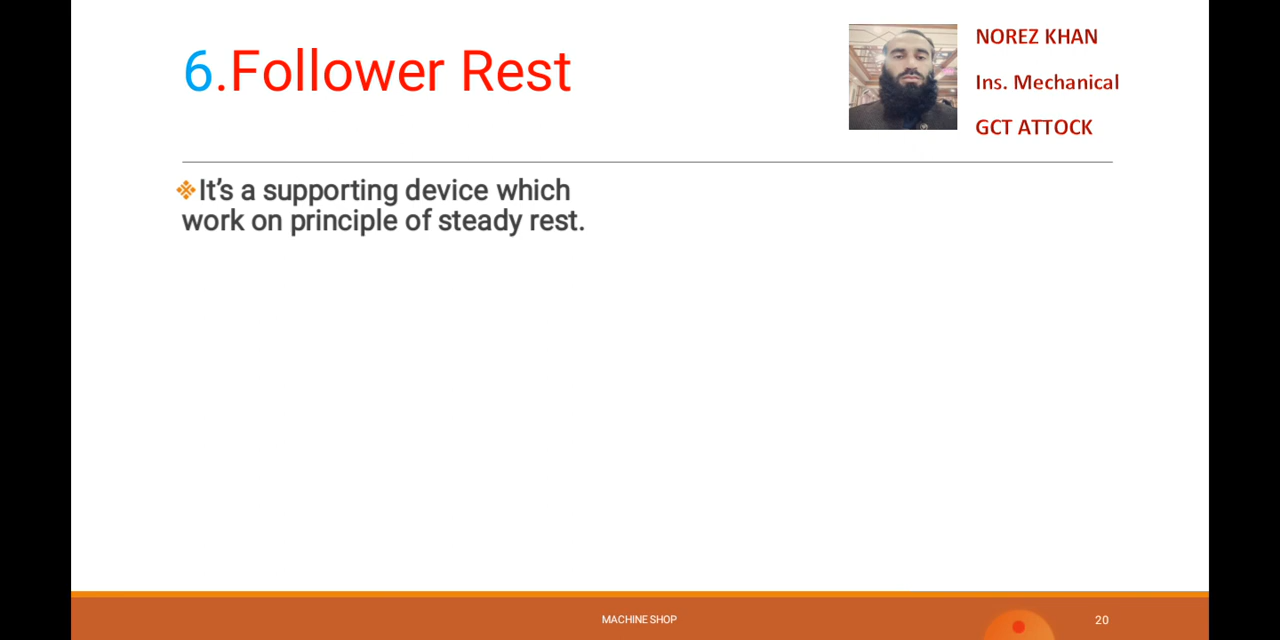 6.Follower Rest
NOREZ KHAN
Ins. Mechanical
GCT ATTOCK
❖It’s a supporting device which
work on principle of steady rest.
MACHINE SHOP
20